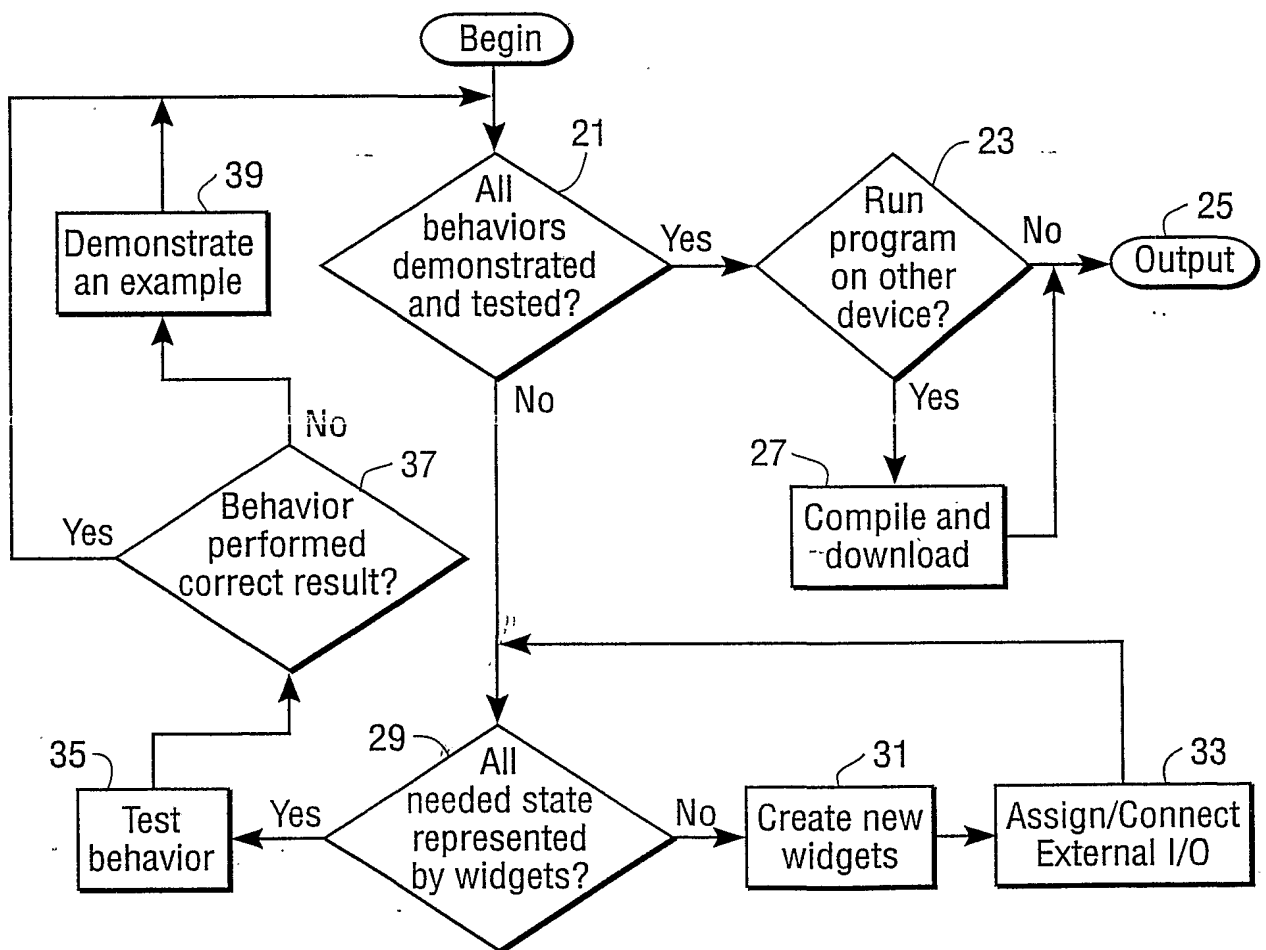 Begin
21
All
behaviors
demonstrated
and tested?
Yes
No
23
Run
program
on other
device?
No
Yes
25
Output
27
Compile and
download
39
Demonstrate
an example
No
37
Behavior
performed
correct result?
Yes
29
All
needed state
represented
by widgets?
Yes
No
35
Test
behavior
31
Create new
widgets
33
Assign/Connect
External I/O